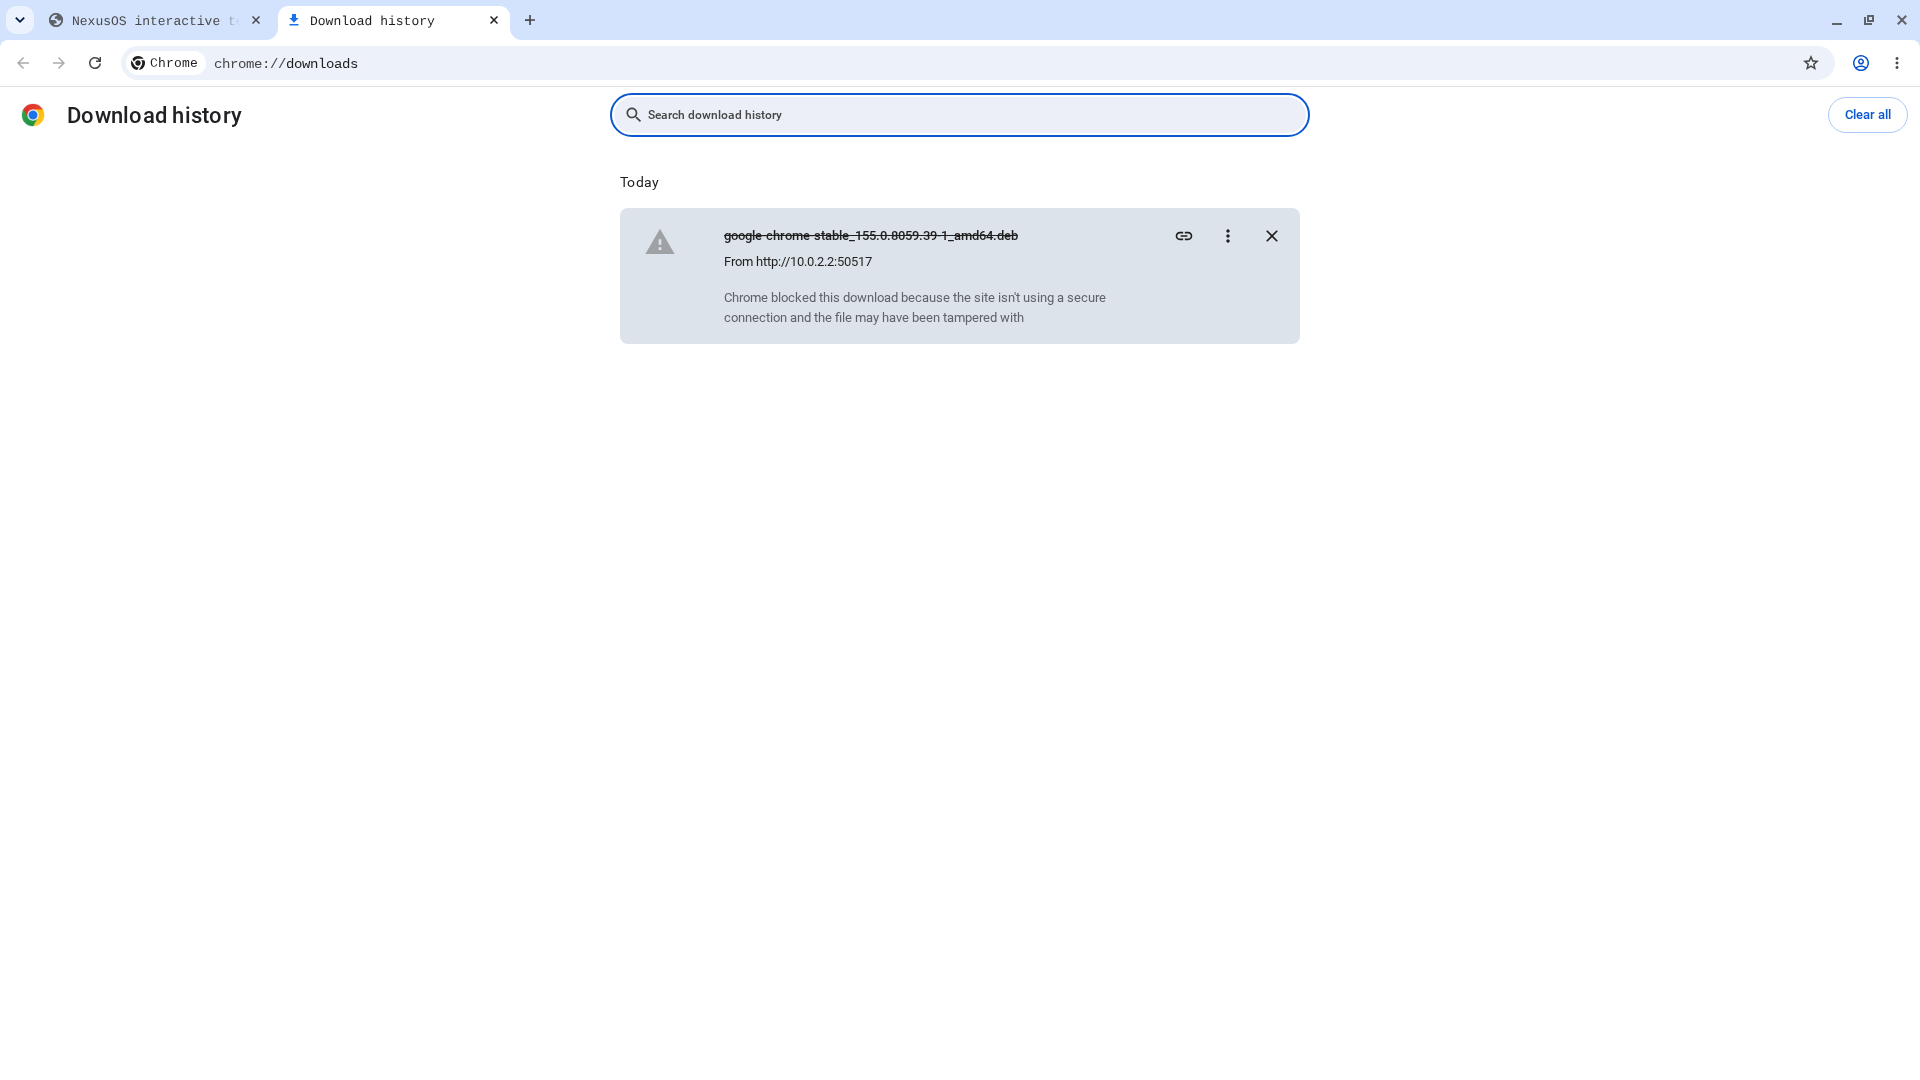 NexusOS interactive t
Download history
Chrome
chrome://downloads
Download history
Search download history
Clear all
Today
google-chrome-stable_155.0.8059.39-1_amd64.deb
From http://10.0.2.2:50517
Chrome blocked this download because the site isn't using a secure
connection and the file may have been tampered with